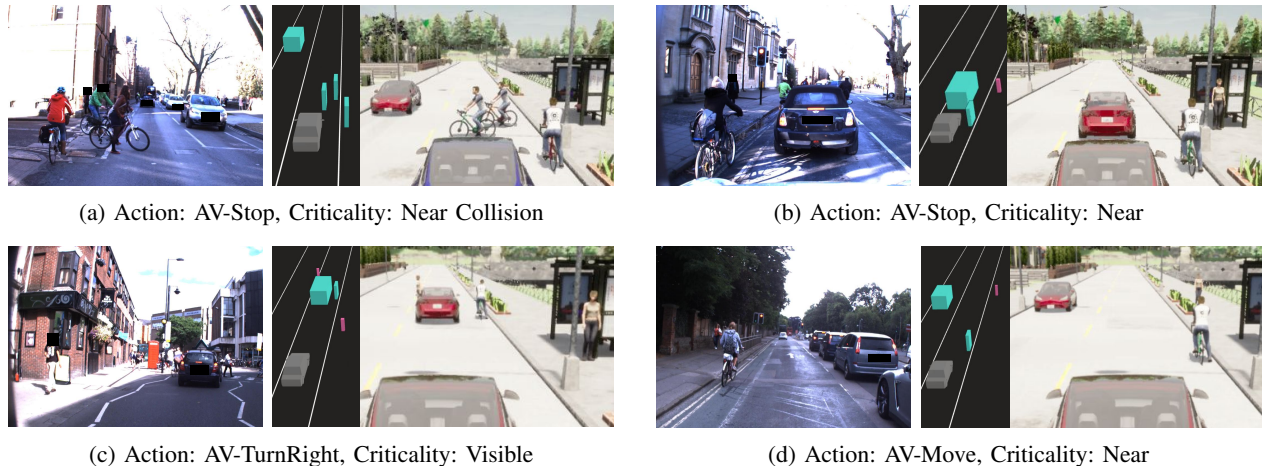 (a) Action: AV-Stop, Criticality: Near Collision
(b) Action: AV-Stop, Criticality: Near
(c) Action: AV-TurnRight, Criticality: Visible
(d) Action: AV-Move, Criticality: Near